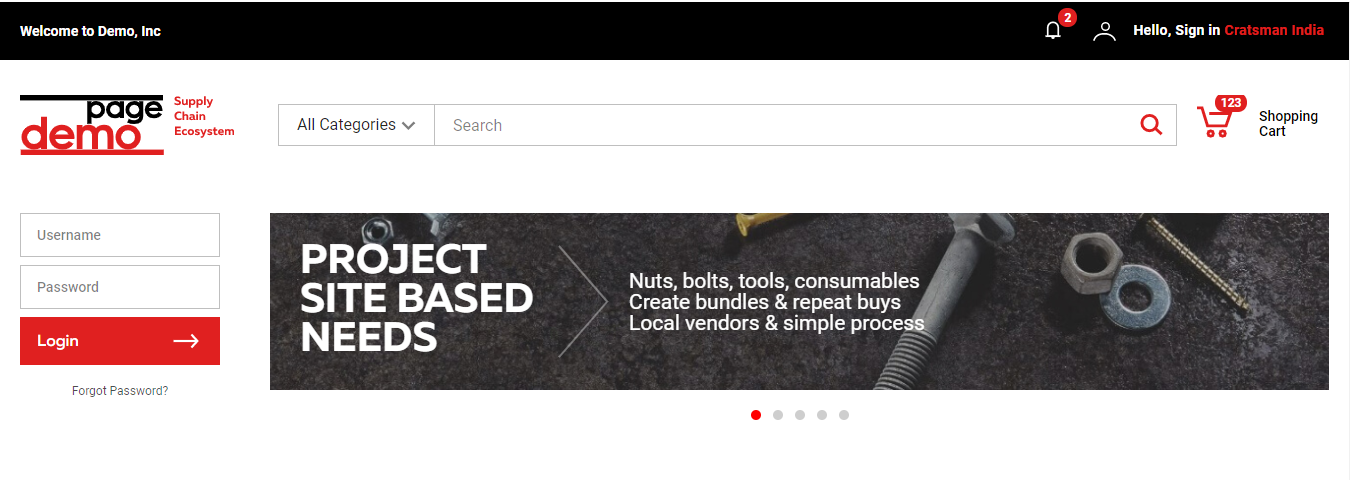 Welcome to Demo, Inc
2
Hello, Sign in Cratsman India
page
demo
Supply
Chain
Ecosystem
All Categories
Search
123
Shopping
Cart
Username
Password
Login
Forgot Password?
PROJECT
SITE BASED
NEEDS
Nuts, bolts, tools, consumables
Create bundles & repeat buys
Local vendors & simple process